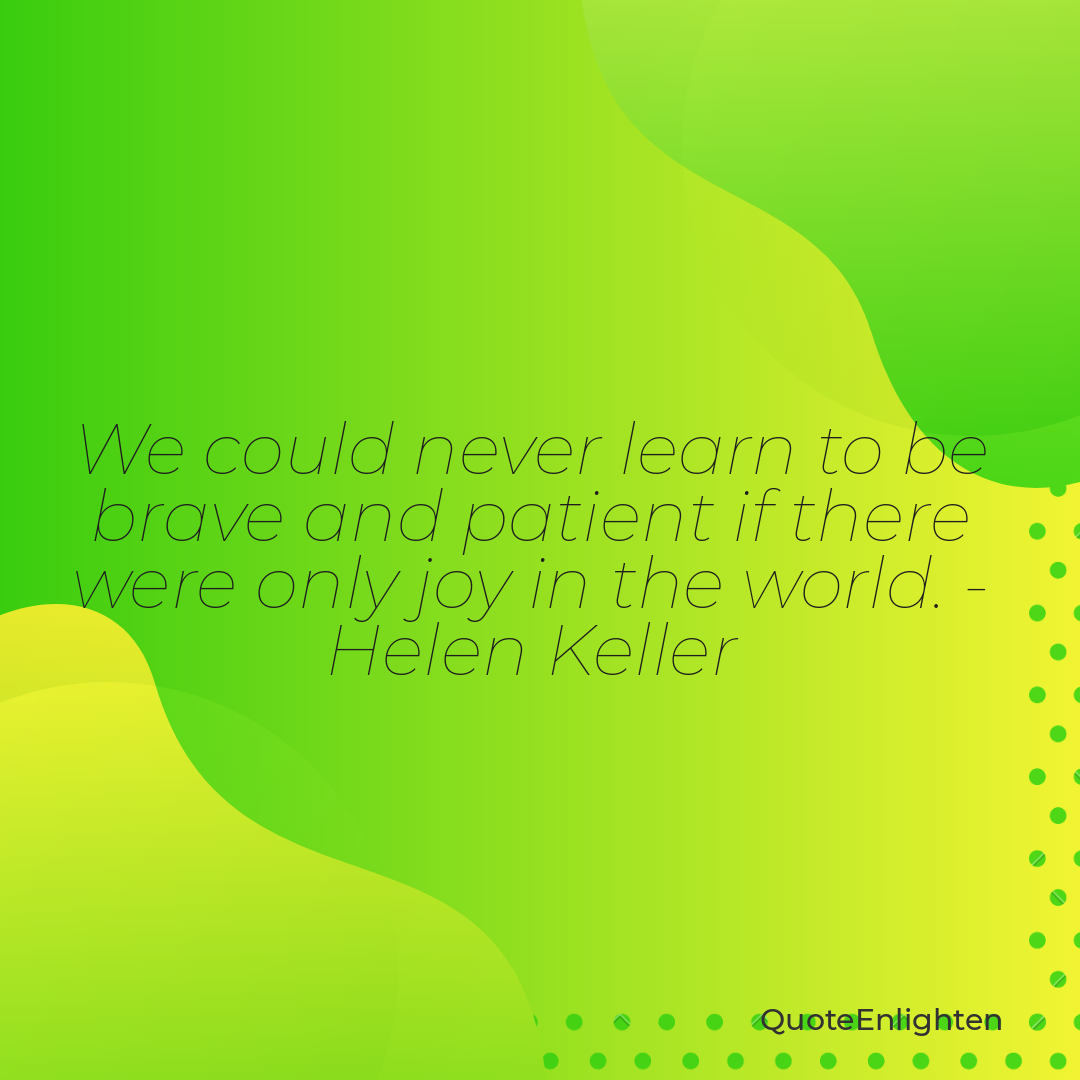 We could never learn to be
brave and patient if there
were only joy in the world. -
Helen Keller
QuoteEnlighten